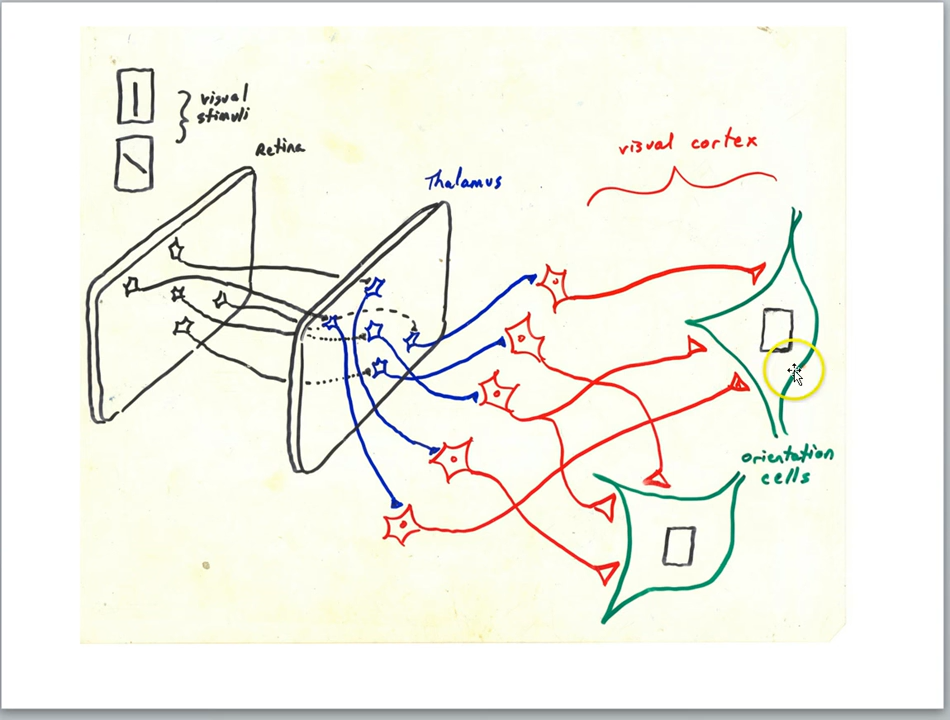 visual
stimuli
Retina
Thalamus
visual cortex
orientation
cells